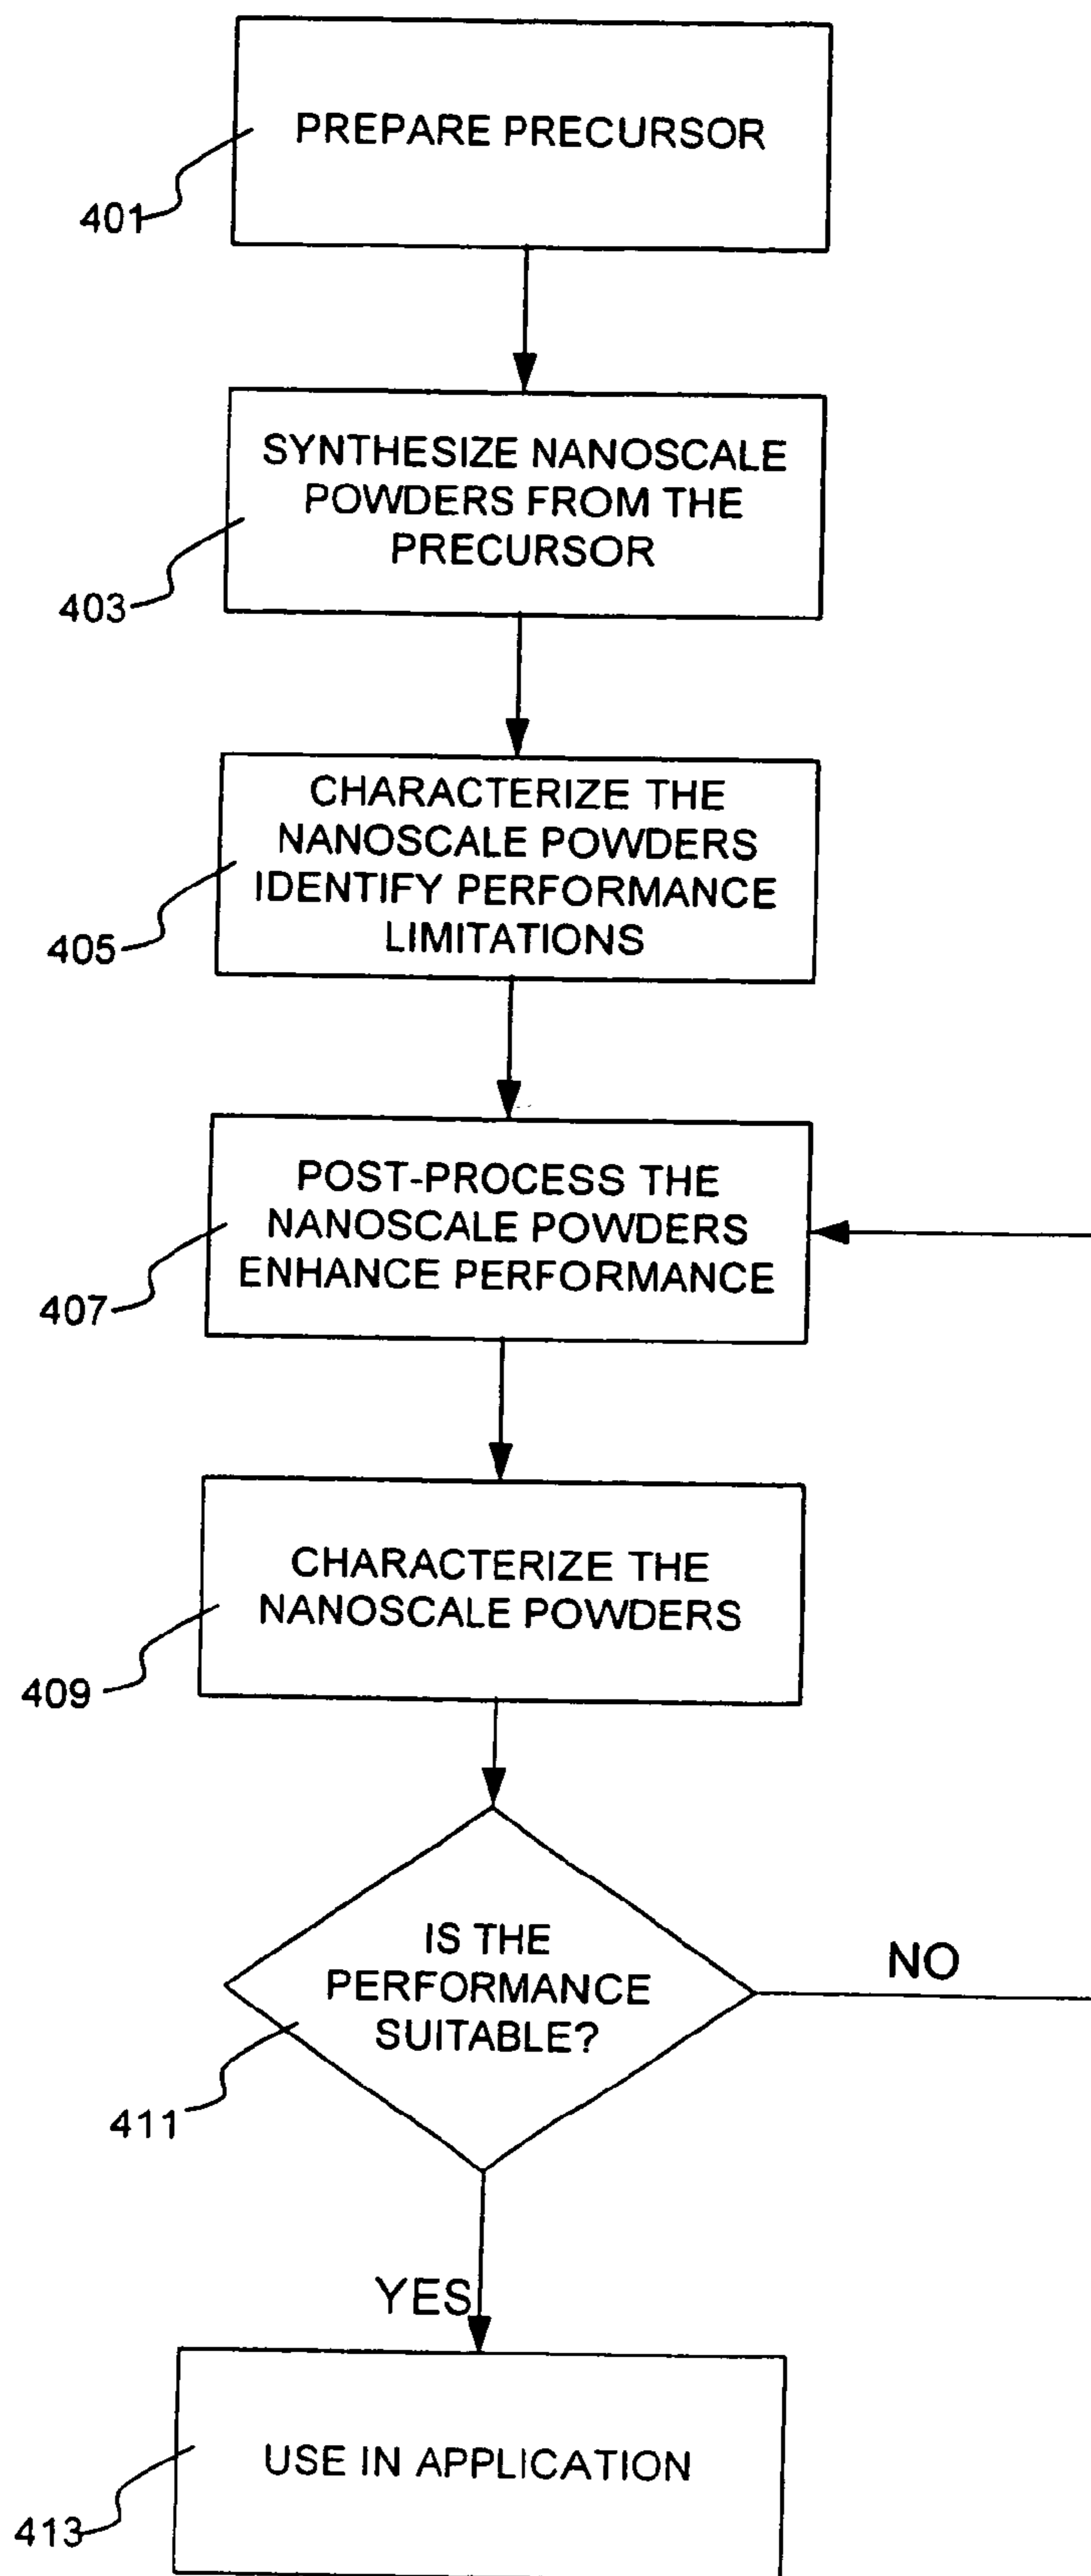 PREPARE PRECURSOR
401
SYNTHESIZE NANOSCALE
POWDERS FROM THE
PRECURSOR
403
CHARACTERIZE THE
NANOSCALE POWDERS
IDENTIFY PERFORMANCE
LIMITATIONS
405
POST-PROCESS THE
NANOSCALE POWDERS
ENHANCE PERFORMANCE
407
CHARACTERIZE THE
NANOSCALE POWDERS
409
IS THE
PERFORMANCE
SUITABLE?
NO
411
YES
USE IN APPLICATION
413